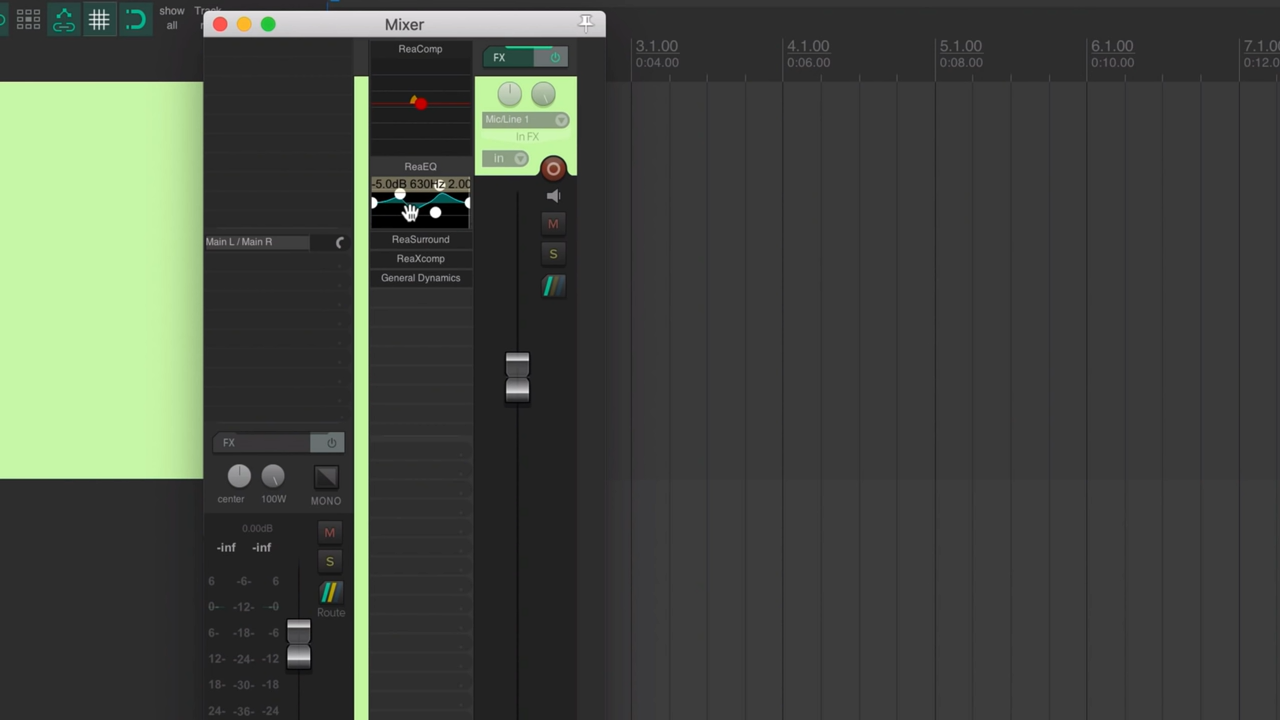 show
all
Mixer
3.1.00
0:04.00
4.1.00
0:06.00
5.1.00
0:08.00
6.1.00
0:10.00
7.1.0
0:12.0
ReaComp
FX
Mic/Line 1
In FX
in
ReaEQ
-5.0dB 630Hz 2.00
M
S
ReaSurround
ReaXcomp
General Dynamics
Main L / Main R
FX
center
100W
MONO
0.00dB
-inf -inf
M
S
Route
6 -6- 6
0- -12- -0
6- -18- -6
12- -24- -12
18- -30- -18
24- -36- -24